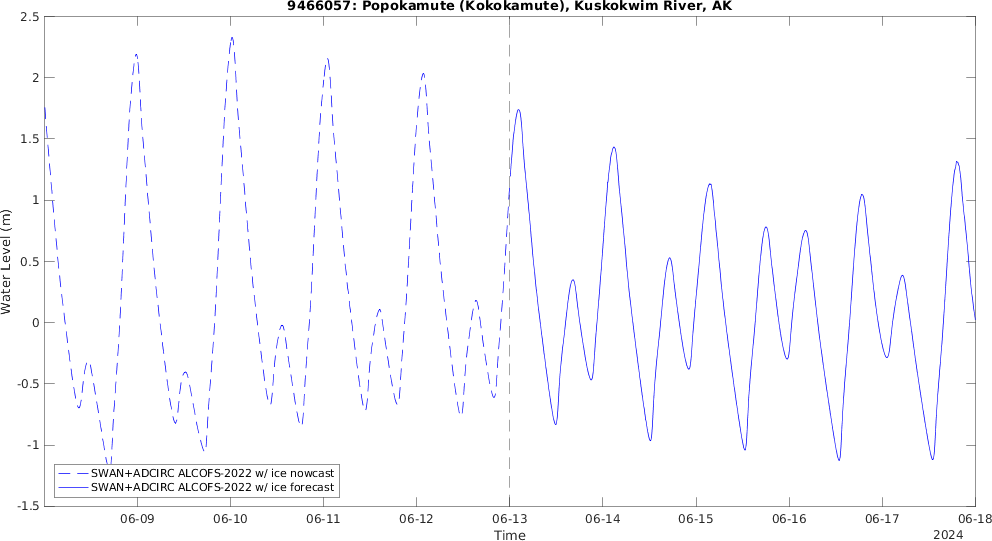 9466057: Popokamute (Kokokamute), Kuskokwim River, AK
2.5
2
1.5
1
0.5
0
-0.5
-1
-1.5
Water Level (m)
SWAN+ADCIRC ALCOFS-2022 w/ ice nowcast
SWAN+ADCIRC ALCOFS-2022 w/ ice forecast
06-09 06-10 06-11 06-12 06-13 06-14 06-15 06-16 06-17 06-18
Time
2024